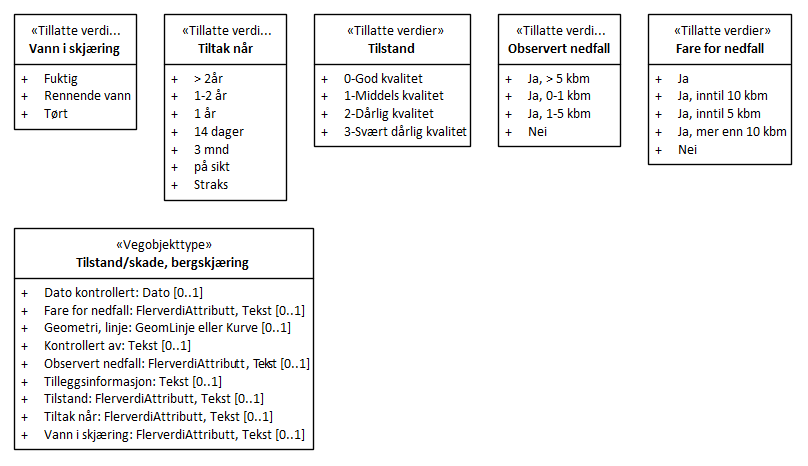 «Tillatte verdi...
Vann i skjæring
+ Fuktig
+ Rennende vann
+ Tørt
«Tillatte verdi...
Tiltak når
+ > 2år
+ 1-2 år
+ 1 år
+ 14 dager
+ 3 mnd
+ på sikt
+ Straks
«Tillatte verdier»
Tilstand
+ 0-God kvalitet
+ 1-Middels kvalitet
+ 2-Dårlig kvalitet
+ 3-Svært dårlig kvalitet
«Tillatte verdi...
Observert nedfall
+ Ja, > 5 kbm
+ Ja, 0-1 kbm
+ Ja, 1-5 kbm
+ Nei
«Tillatte verdier»
Fare for nedfall
+ Ja
+ Ja, inntil 10 kbm
+ Ja, inntil 5 kbm
+ Ja, mer enn 10 kbm
+ Nei
«Vegobjekttype»
Tilstand/skade, bergskjæring
+ Dato kontrollert: Dato [0..1]
+ Fare for nedfall: FlerverdiAttributt, Tekst [0..1]
+ Geometri, linje: GeomLinje eller Kurve [0..1]
+ Kontrollert av: Tekst [0..1]
+ Observert nedfall: FlerverdiAttributt, Tekst [0..1]
+ Tilleggsinformasjon: Tekst [0..1]
+ Tilstand: FlerverdiAttributt, Tekst [0..1]
+ Tiltak når: FlerverdiAttributt, Tekst [0..1]
+ Vann i skjæring: FlerverdiAttributt, Tekst [0..1]